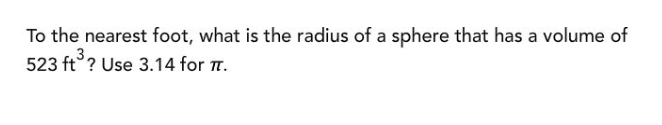 To the nearest foot, what is the radius of a sphere that has a volume of
523 ft³? Use 3.14 for π.